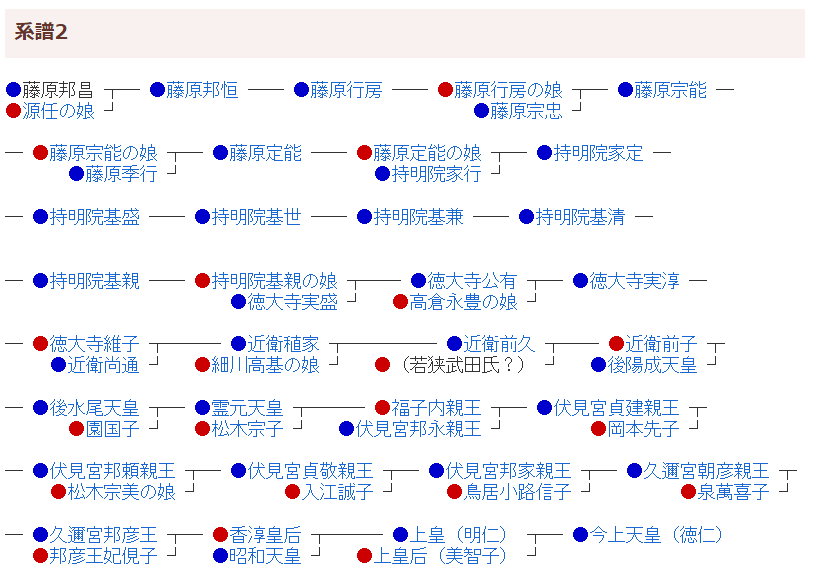 系譜2
●藤原邦昌 ┬─ ●藤原邦恒 ── ●藤原行房 ── ●藤原行房の娘 ┬─ ●藤原宗能 ─
●源任の娘 ┘ ●藤原宗忠 ┘
─ ●藤原宗能の娘 ┬─ ●藤原定能 ── ●藤原定能の娘 ┬─ ●持明院家定 ─
●藤原季行 ┘ ●持明院家行 ┘
─ ●持明院基盛 ── ●持明院基世 ── ●持明院基兼 ── ●持明院基清 ─
─ ●持明院基親 ── ●持明院基親の娘 ┬── ●徳大寺公有 ┬─ ●徳大寺実淳 ─
●徳大寺実盛 ┘ ●高倉永豊の娘 ┘
─ ●徳大寺維子 ┬─── ●近衛稙家 ┬──── ●近衛前久 ┬── ●近衛前子 ┬
●近衛尚通 ┘ ●細川高基の娘 ┘ ●（若狭武田氏？） ┘ ●後陽成天皇 ┘
─ ●後水尾天皇 ┬─ ●霊元天皇 ┬─── ●福子内親王 ┬─ ●伏見宮貞建親王 ┬
●園国子 ┘ ●松木宗子 ┘ ●伏見宮邦永親王 ┘ ●岡本先子 ┘
─ ●伏見宮邦頼親王 ┬─ ●伏見宮貞敬親王 ┬─ ●伏見宮邦家親王 ┬─ ●久邇宮朝彦親王 ┬
●松木宗美の娘 ┘ ●入江誠子 ┘ ●鳥居小路信子 ┘ ●泉萬喜子 ┘
─ ●久邇宮邦彦王 ┬─ ●香淳皇后 ┬─── ●上皇（明仁） ┬─ ●今上天皇（徳仁）
●邦彦王妃俔子 ┘ ●昭和天皇 ┘ ●上皇后（美智子） ┘